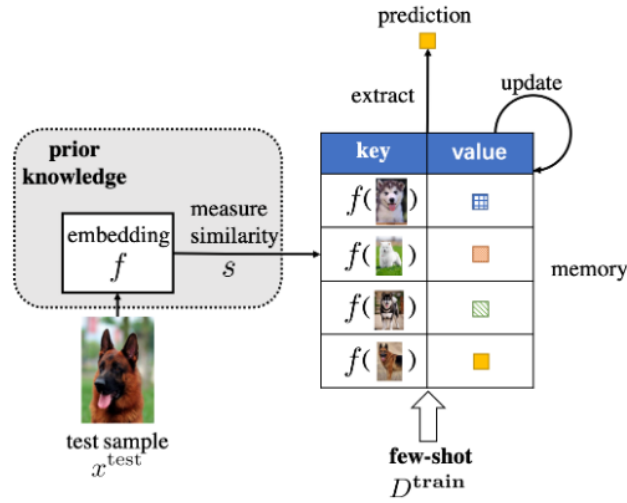 prediction
extract
update
prior
knowledge
measure
similarity
s
embedding
f
key value
f( )
f( )
f( )
f( )
memory
test sample
x^test
few-shot
D^train